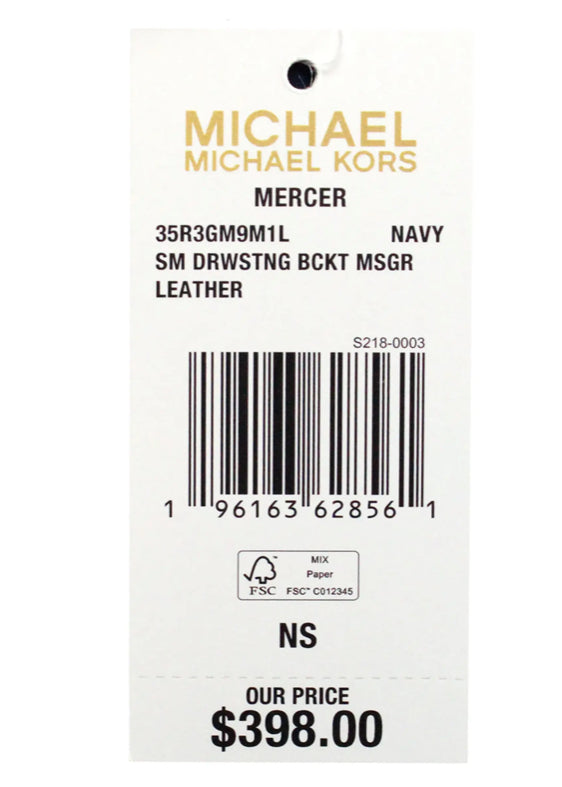 MICHAEL
MICHAEL KORS
MERCER
35R3GM9M1L NAVY
SM DRWSTNG BCKT MSGR
LEATHER
S218-0003
1 96163 62856 1
FSC
MIX
Paper
FSC™ C012345
NS
OUR PRICE
$398.00